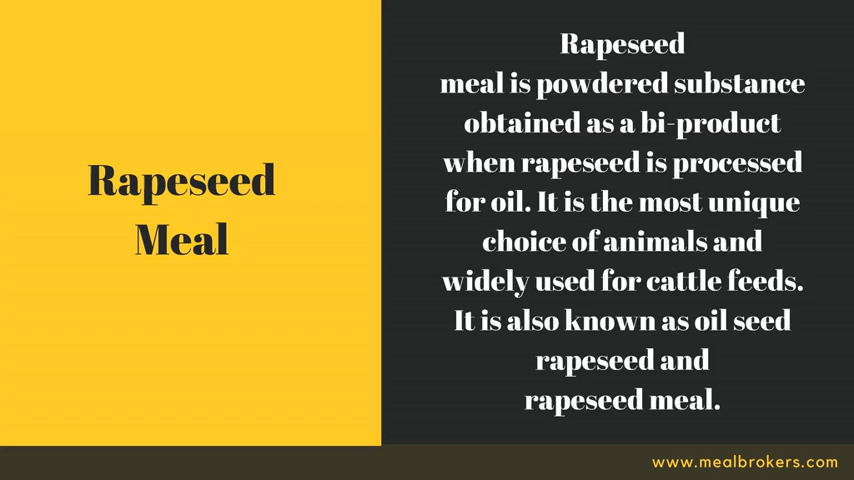 Rapeseed
Meal
Rapeseed
meal is powdered substance
obtained as a bi-product
when rapeseed is processed
for oil. It is the most unique
choice of animals and
widely used for cattle feeds.
It is also known as oil seed
rapeseed and
rapeseed meal.
www.mealbrokers.com